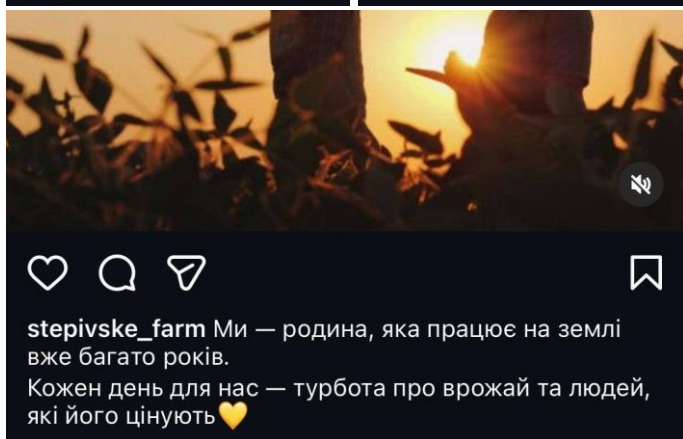 stepivske_farm Ми — родина, яка працює на землі
вже багато років.
Кожен день для нас — турбота про врожай та людей,
які його цінують💛